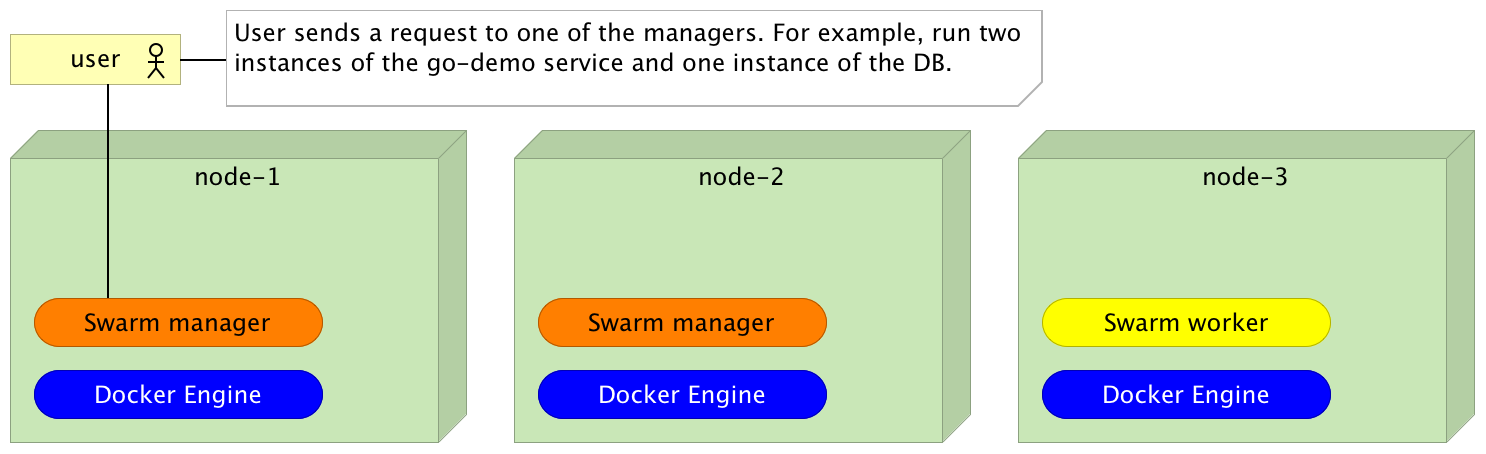 user
User sends a request to one of the managers. For example, run two
instances of the go-demo service and one instance of the DB.
node-1
node-2
node-3
Swarm manager
Swarm manager
Swarm worker
Docker Engine
Docker Engine
Docker Engine